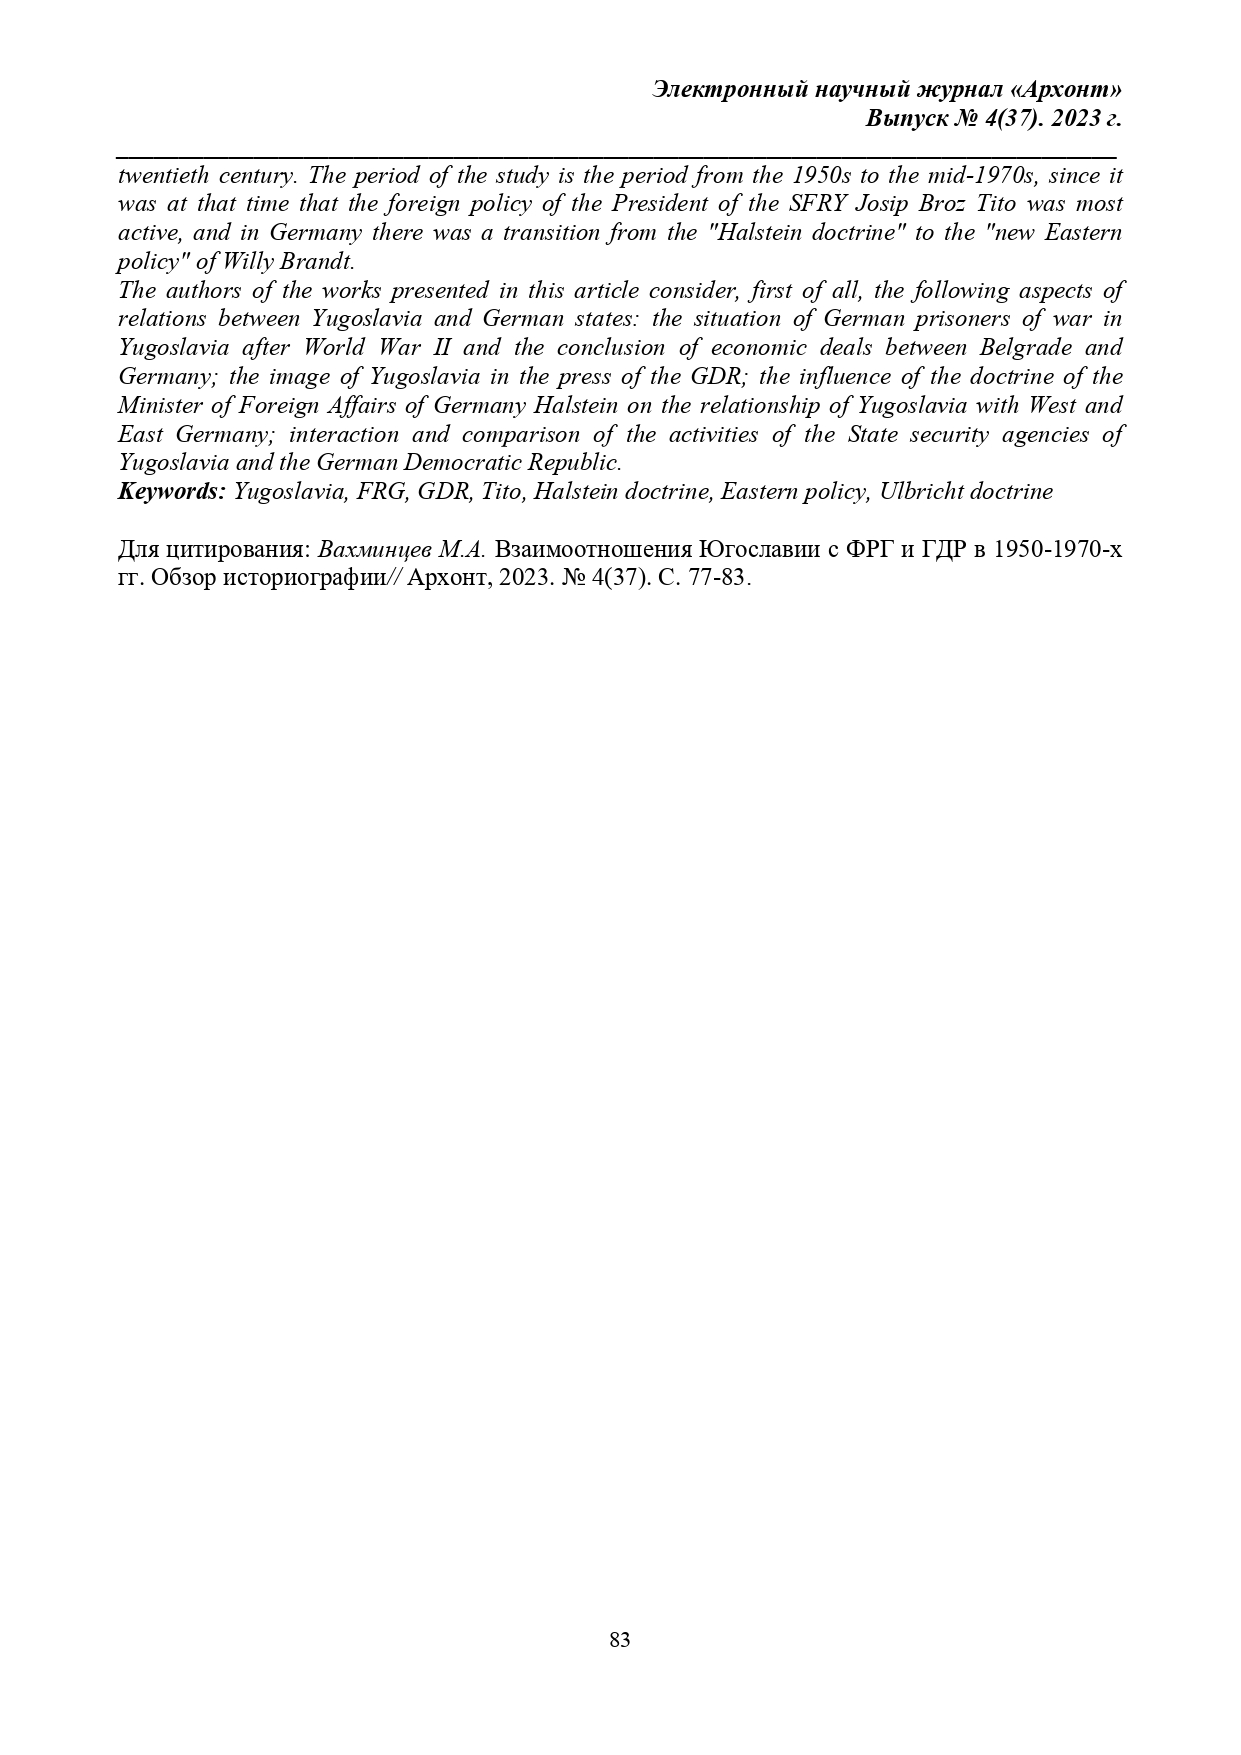 Электронный научный журнал «Архонт»
Выпуск № 4(37). 2023 г.
twentieth century. The period of the study is the period from the 1950s to the mid-1970s, since it
was at that time that the foreign policy of the President of the SFRY Josip Broz Tito was most
active, and in Germany there was a transition from the "Halstein doctrine" to the "new Eastern
policy" of Willy Brandt.
The authors of the works presented in this article consider, first of all, the following aspects of
relations between Yugoslavia and German states: the situation of German prisoners of war in
Yugoslavia after World War II and the conclusion of economic deals between Belgrade and
Germany; the image of Yugoslavia in the press of the GDR; the influence of the doctrine of the
Minister of Foreign Affairs of Germany Halstein on the relationship of Yugoslavia with West and
East Germany; interaction and comparison of the activities of the State security agencies of
Yugoslavia and the German Democratic Republic.
Keywords: Yugoslavia, FRG, GDR, Tito, Halstein doctrine, Eastern policy, Ulbricht doctrine
Для цитирования: Вахминцев М.А. Взаимоотношения Югославии с ФРГ и ГДР в 1950-1970-х
гг. Обзор историографии// Архонт, 2023. № 4(37). С. 77-83.
83